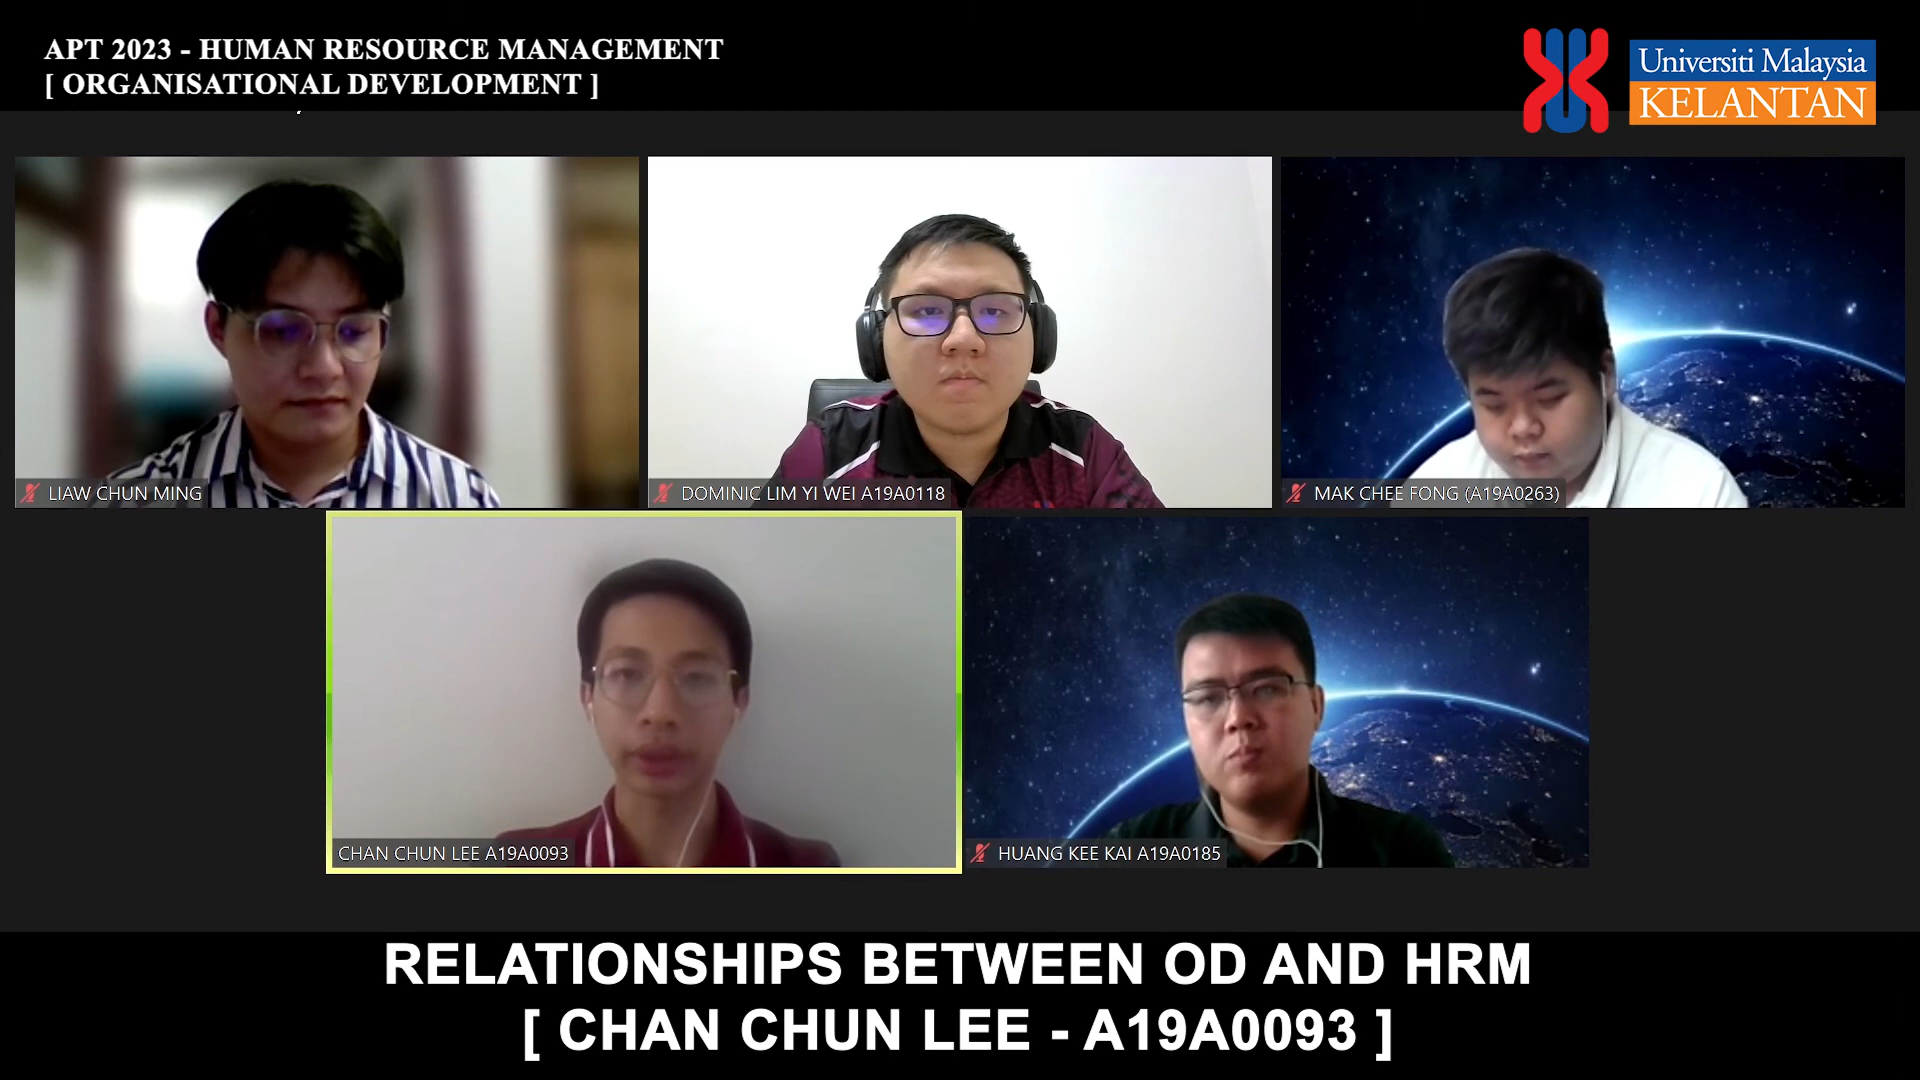 APT 2023 - HUMAN RESOURCE MANAGEMENT
[ ORGANISATIONAL DEVELOPMENT ]
Universiti Malaysia
KELANTAN
LIAW CHUN MING
DOMINIC LIM YI WEI A19A0118
MAK CHEE FONG (A19A0263)
CHAN CHUN LEE A19A0093
HUANG KEE KAI A19A0185
RELATIONSHIPS BETWEEN OD AND HRM
[ CHAN CHUN LEE - A19A0093 ]